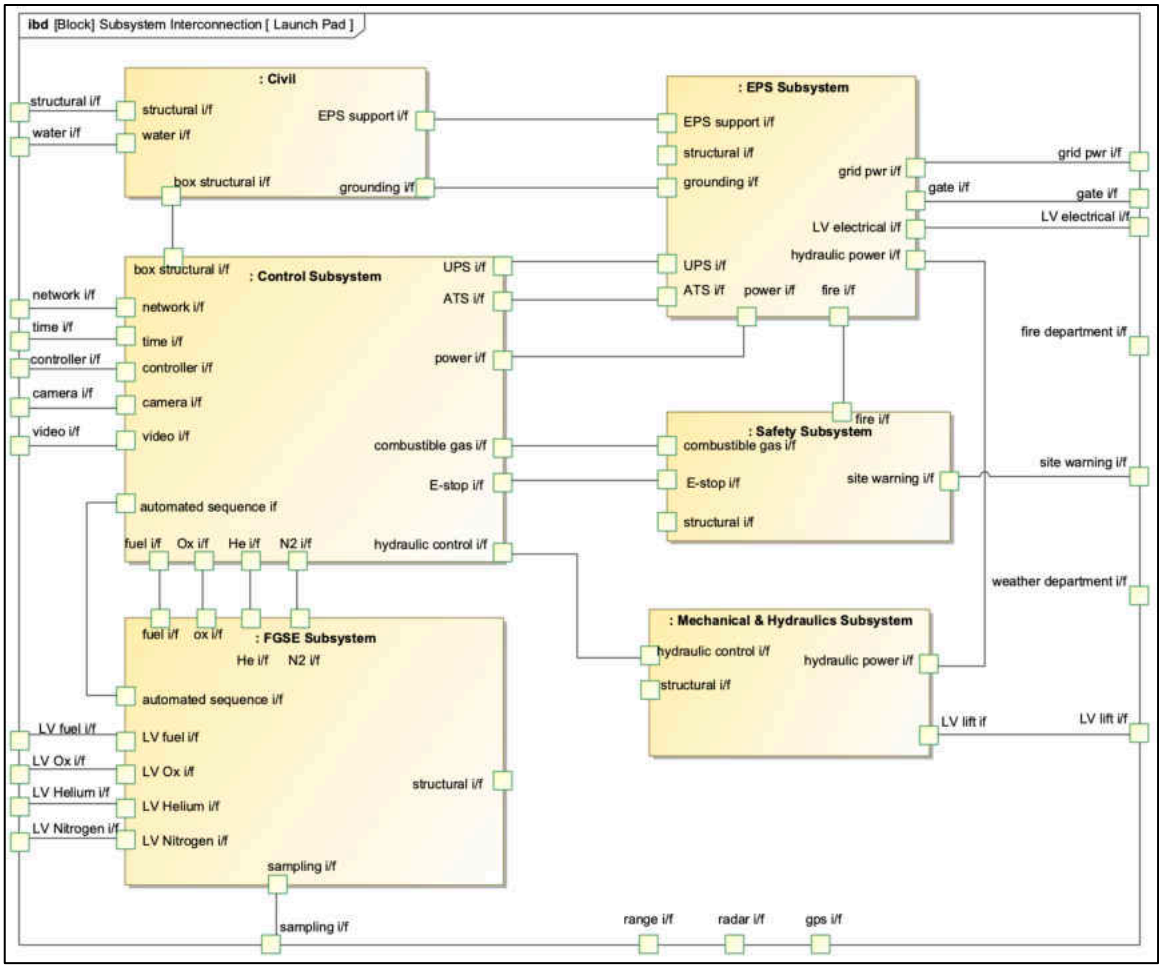 ibd [Block] Subsystem Interconnection [ Launch Pad ]
: Civil
structural i/f
structural i/f
water i/f
water i/f
EPS support i/f
box structural i/f
grounding i/f
: EPS Subsystem
EPS support i/f
structural i/f
grounding i/f
grid pwr i/f
grid pwr i/f
gate i/f
gate i/f
LV electrical i/f
LV electrical i/f
hydraulic power i/f
UPS i/f
ATS i/f
power i/f
fire i/f
box structural i/f
: Control Subsystem
UPS i/f
ATS i/f
network i/f
network i/f
time i/f
time i/f
controller i/f
controller i/f
camera i/f
camera i/f
video i/f
video i/f
power i/f
combustible gas i/f
E-stop i/f
automated sequence if
fuel i/f
Ox i/f
He i/f
N2 i/f
hydraulic control i/f
fire department i/f
fire i/f
: Safety Subsystem
combustible gas i/f
E-stop i/f
structural i/f
site warning i/f
site warning i/f
weather department i/f
fuel i/f
ox i/f
: FGSE Subsystem
He i/f
N2 i/f
automated sequence i/f
LV fuel i/f
LV fuel i/f
LV Ox i/f
LV Ox i/f
LV Helium i/f
LV Helium i/f
LV Nitrogen i/f
LV Nitrogen i/f
structural i/f
sampling i/f
sampling i/f
: Mechanical & Hydraulics Subsystem
hydraulic control i/f
structural i/f
hydraulic power i/f
LV lift if
LV lift i/f
range i/f
radar i/f
gps i/f